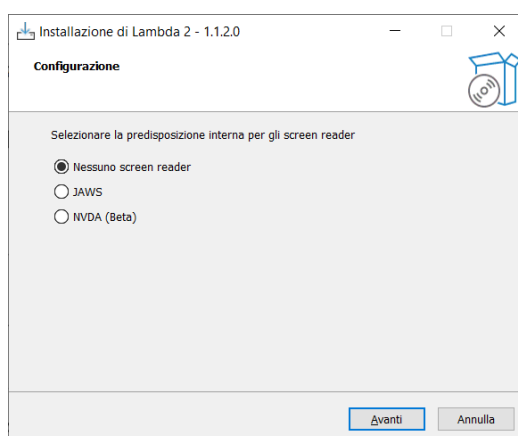 Installazione di Lambda 2 - 1.1.2.0
Configurazione
Selezionare la predisposizione interna per gli screen reader
Nessuno screen reader
JAWS
NVDA (Beta)
Avanti
Annulla